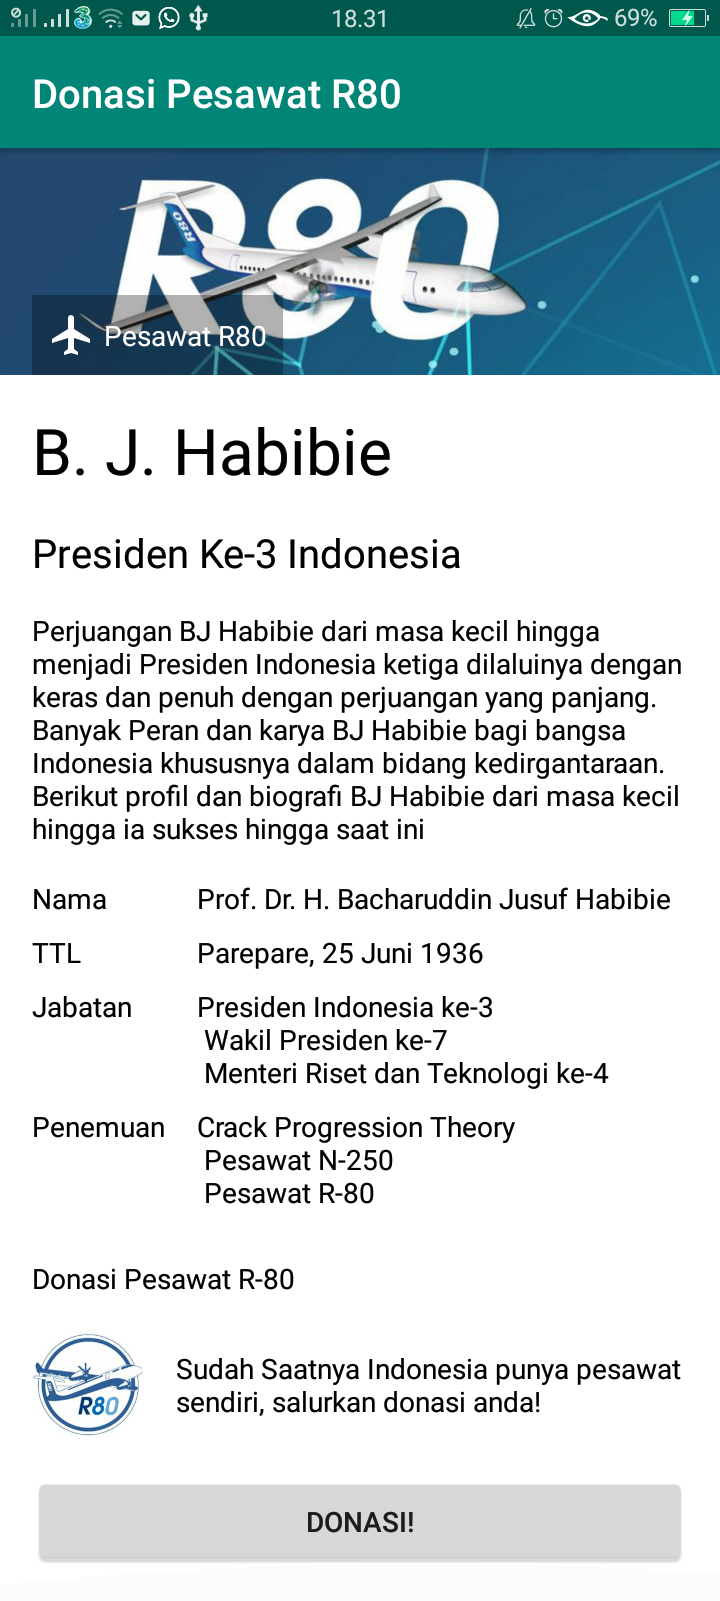 18.31
69%
Donasi Pesawat R80
R80
R80
Pesawat R80
B. J. Habibie
Presiden Ke-3 Indonesia
Perjuangan BJ Habibie dari masa kecil hingga
menjadi Presiden Indonesia ketiga dilaluinya dengan
keras dan penuh dengan perjuangan yang panjang.
Banyak Peran dan karya BJ Habibie bagi bangsa
Indonesia khususnya dalam bidang kedirgantaraan.
Berikut profil dan biografi BJ Habibie dari masa kecil
hingga ia sukses hingga saat ini
Nama Prof. Dr. H. Bacharuddin Jusuf Habibie
TTL Parepare, 25 Juni 1936
Jabatan Presiden Indonesia ke-3
Wakil Presiden ke-7
Menteri Riset dan Teknologi ke-4
Penemuan Crack Progression Theory
Pesawat N-250
Pesawat R-80
Donasi Pesawat R-80
R80
Sudah Saatnya Indonesia punya pesawat
sendiri, salurkan donasi anda!
DONASI!